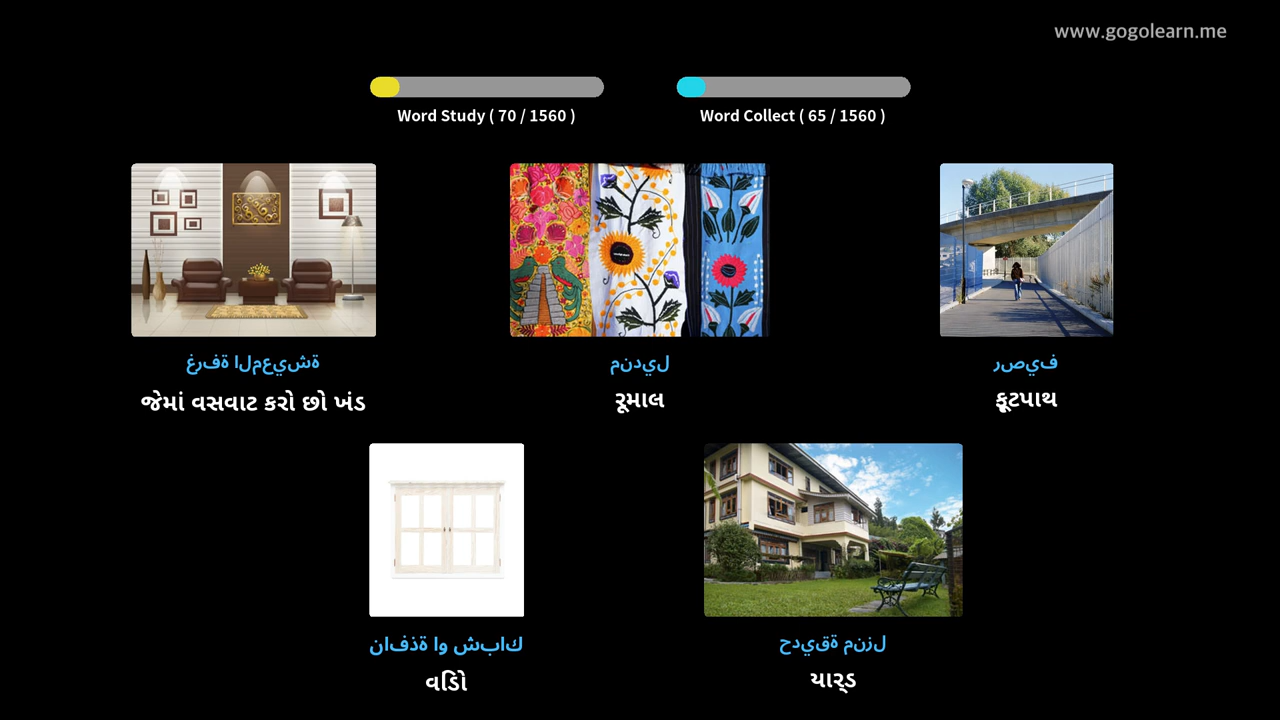 www.gogolearn.me
Word Study ( 70 / 1560 )
Word Collect ( 65 / 1560 )
غرفة المعيشة
منديل
رصيف
જેમાં વસવાટ કરો છો ખંડ
રૂમાલ
ફૂટપાથ
نافذة او شباك
حديقة منزل
વડિો
યાર્ડ